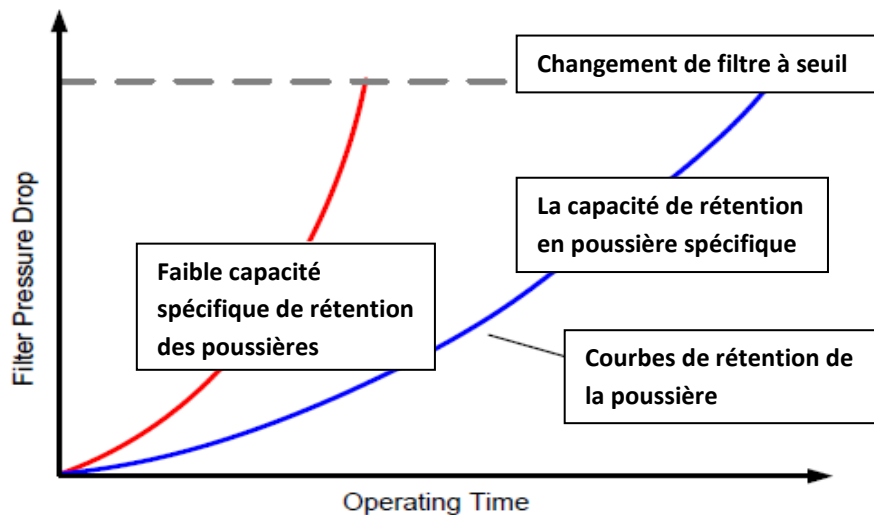 Changement de filtre à seuil
La capacité de rétention
en poussière spécifique
Faible capacité
spécifique de rétention
des poussières
Courbes de rétention de
la poussière
Filter Pressure Drop
Operating Time